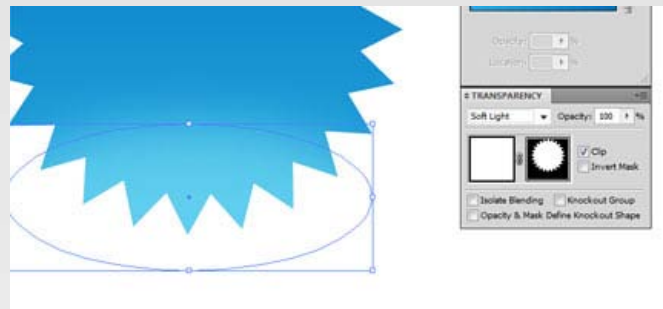 Opacity: %
Location: %
TRANSPARENCY
Soft Light Opacity: 100 %
Clip
Invert Mask
Isolate Blending Knockout Group
Opacity & Mask Define Knockout Shape